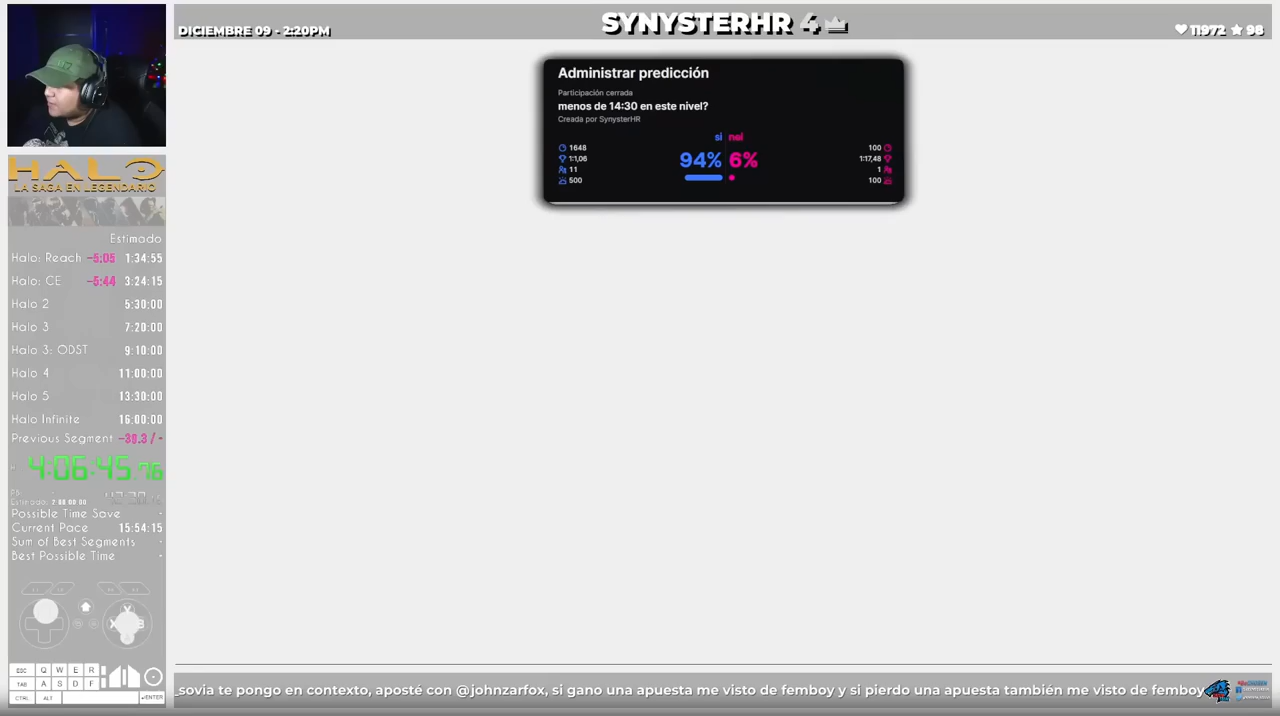 DICIEMBRE 09 - 2:20PM
SYNYSTERHR 4
11972 98
Administrar predicción
Participación cerrada
menos de 14:30 en este nivel?
Creada por SynysterHR
si noi
94% 6%
1648
1:1,06
11
500
100
1:17,48
1
100
HALO
LA SAGA EN LEGENDARIO
Estimado
Halo: Reach -5:05 1:34:55
Halo: CE -5:44 3:24:15
Halo 2 5:30:00
Halo 3 7:20:00
Halo 3: ODST 9:10:00
Halo 4 11:00:00
Halo 5 13:30:00
Halo Infinite 16:00:00
Previous Segment -39.3 / -
4:06:45.76
Possible Time Save -
Current Pace 15:54:15
Sum of Best Segments -
Best Possible Time -
Y
X B
ESC Q W E R
TAB A S D F
CTRL ALT ENTER
_sovia te pongo en contexto, aposté con @johnzarfox, si gano una apuesta me visto de femboy y si pierdo una apuesta también me visto de femboy